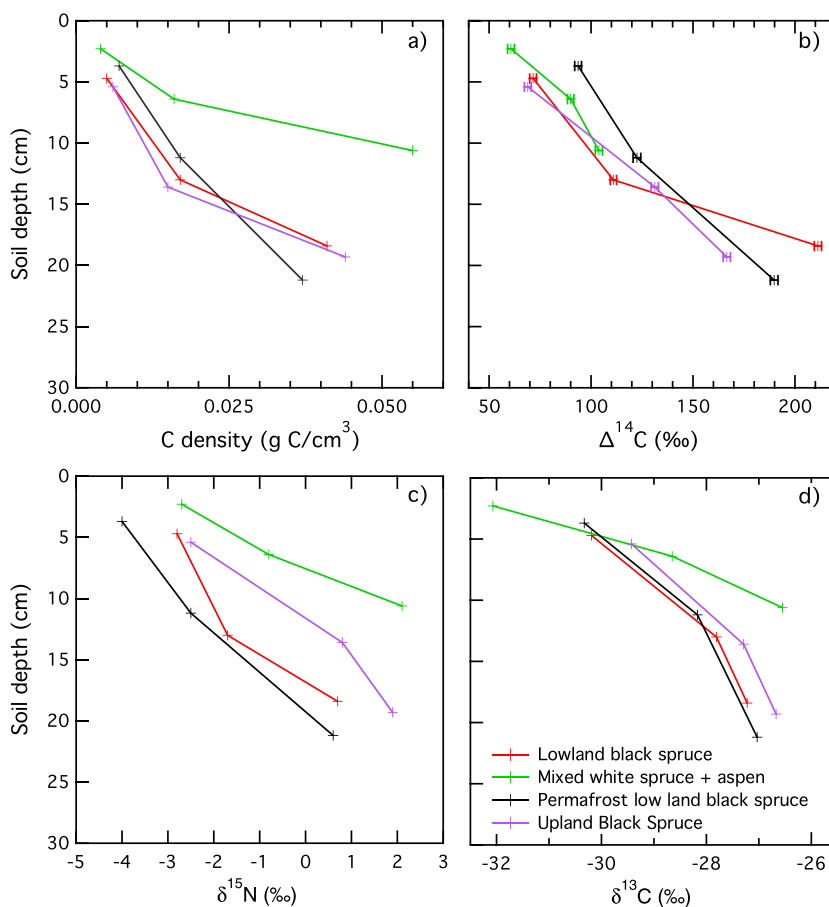 a)
0
5
10
15
20
25
30
Soil depth (cm)
0.000
0.025
0.050
C density (g C/cm³)
b)
50
100
150
200
Δ¹⁴C (‰)
c)
0
5
10
15
20
25
30
Soil depth (cm)
-5
-4
-3
-2
-1
0
1
2
3
δ¹⁵N (‰)
d)
Lowland black spruce
Mixed white spruce + aspen
Permafrost low land black spruce
Upland Black Spruce
-32
-30
-28
-26
δ¹³C (‰)